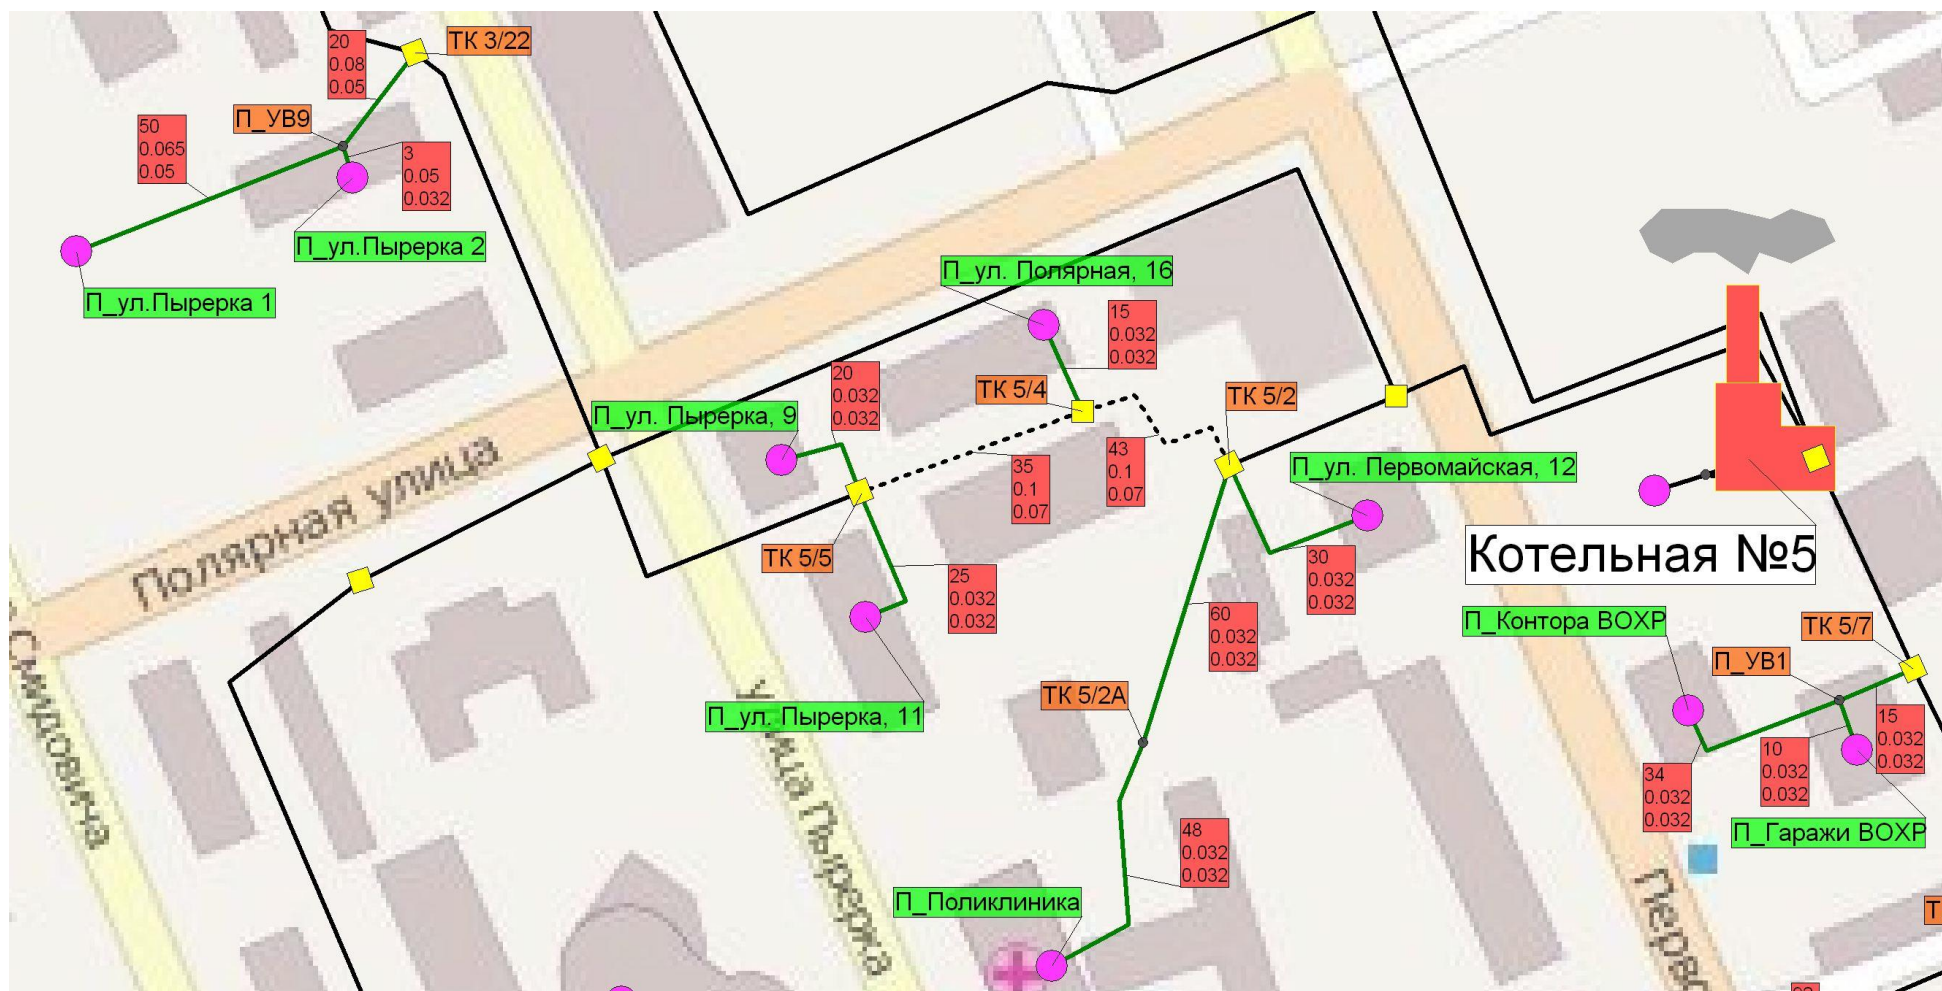 20
0.08
0.05
ТК 3/22
П_УВ9
50
0.065
0.05
3
0.05
0.032
П_ул.Пырерка 2
П_ул.Пырерка 1
П_ул. Полярная, 16
15
0.032
0.032
20
0.032
0.032
ТК 5/4
ТК 5/2
П_ул. Пырерка, 9
43
0.1
0.07
35
0.1
0.07
П_ул. Первомайская, 12
Полярная улица
ТК 5/5
Котельная №5
30
0.032
0.032
25
0.032
0.032
60
0.032
0.032
П_Контора ВОХР
ТК 5/7
П_УВ1
Смидовича
ТК 5/2А
П_ул. Пырерка, 11
улица Пырерка
15
0.032
0.032
10
0.032
0.032
34
0.032
0.032
П_Гаражи ВОХР
48
0.032
0.032
П_Поликлиника
Перво
Т